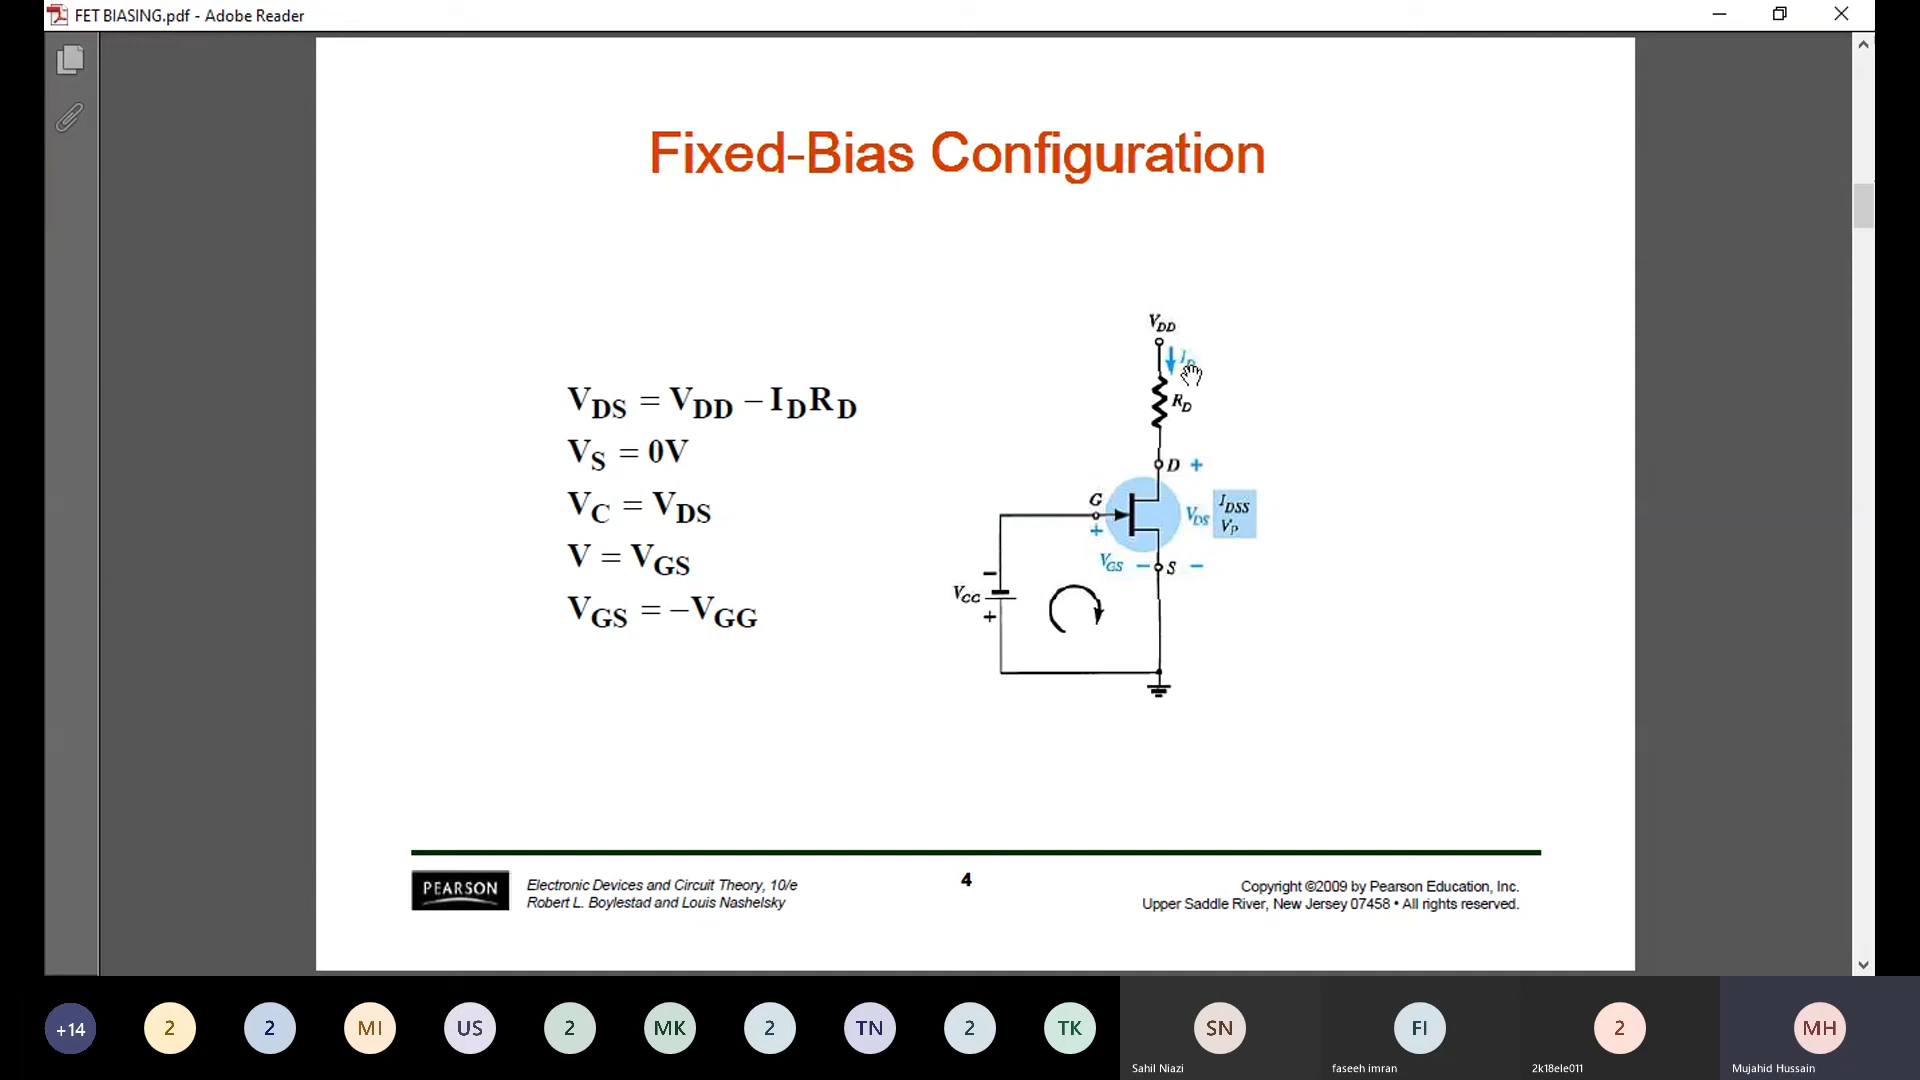 FET BIASING.pdf - Adobe Reader
Fixed-Bias Configuration
V_DS = V_DD – I_D R_D
V_S = 0V
V_C = V_DS
V = V_GS
V_GS = –V_GG
V_DD
I_D
R_D
D +
G
+
V_DS
I_DSS
V_P
V_GS – S –
–
V_GG
+
PEARSON
Electronic Devices and Circuit Theory, 10/e
Robert L. Boylestad and Louis Nashelsky
4
Copyright ©2009 by Pearson Education, Inc.
Upper Saddle River, New Jersey 07458 • All rights reserved.
+14
2
2
MI
US
2
MK
2
TN
2
TK
SN
FI
2
MH
Sahil Niazi
faseeh imran
2k18ele011
Mujahid Hussain